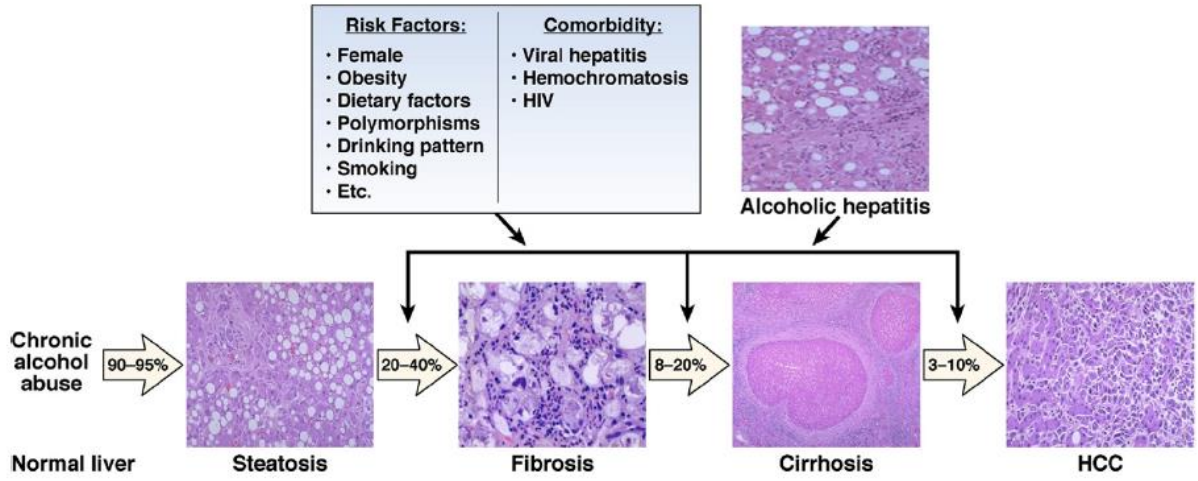 Risk Factors:
· Female
· Obesity
· Dietary factors
· Polymorphisms
· Drinking pattern
· Smoking
· Etc.
Comorbidity:
· Viral hepatitis
· Hemochromatosis
· HIV
Alcoholic hepatitis
Chronic
alcohol
abuse
90–95%
20–40%
8–20%
3–10%
Normal liver
Steatosis
Fibrosis
Cirrhosis
HCC